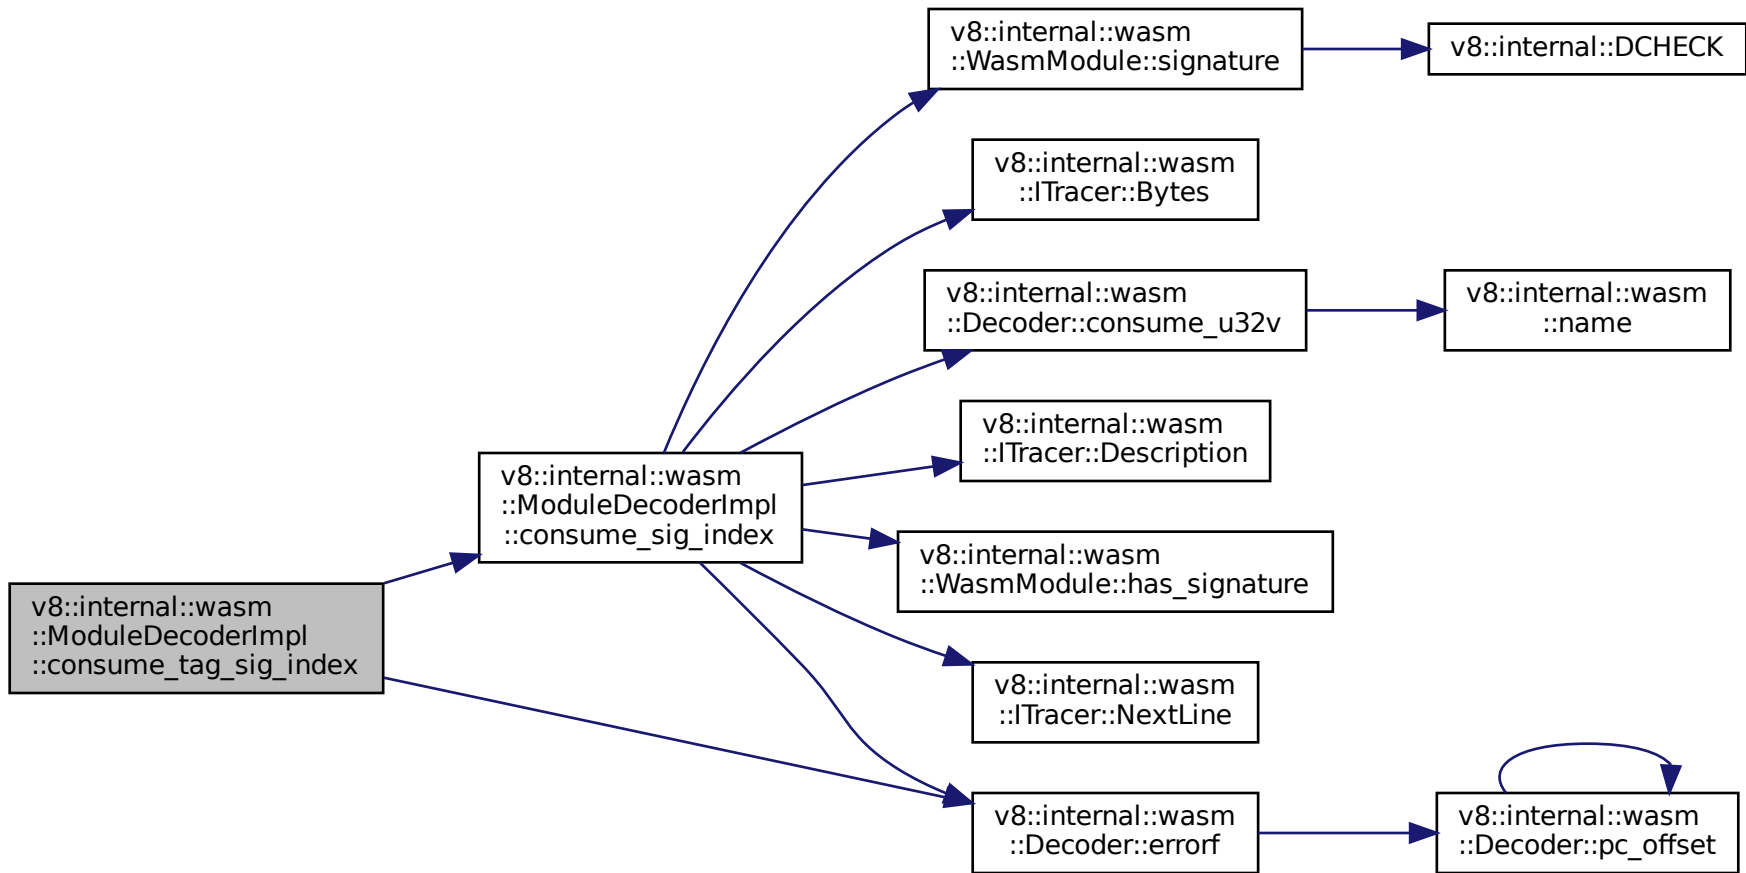 v8::internal::wasm
::WasmModule::signature
v8::internal::DCHECK
v8::internal::wasm
::ITracer::Bytes
v8::internal::wasm
::Decoder::consume_u32v
v8::internal::wasm
::name
v8::internal::wasm
::ITracer::Description
v8::internal::wasm
::ModuleDecoderImpl
::consume_sig_index
v8::internal::wasm
::WasmModule::has_signature
v8::internal::wasm
::ModuleDecoderImpl
::consume_tag_sig_index
v8::internal::wasm
::ITracer::NextLine
v8::internal::wasm
::Decoder::errorf
v8::internal::wasm
::Decoder::pc_offset